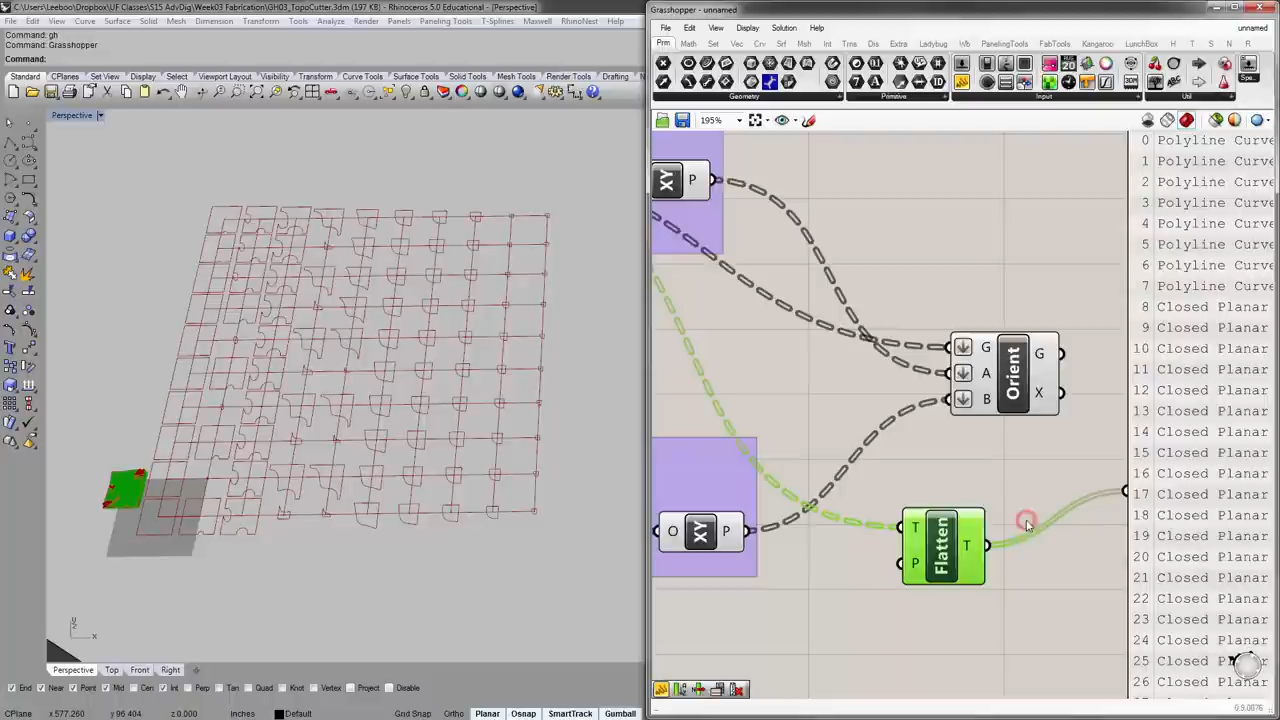 C:\Users\Leeboo\Dropbox\UF Classes\S15 AdvDig\Week03 Fabrication\GH03_TopoCutter.3dm (197 KB) - Rhinoceros 5.0 Educational - [Perspective]
File Edit View Curve Surface Solid Mesh Dimension Transform Tools Analyze Render Panels Paneling Tools T-Splines Maxwell RhinoNest Help
Command: gh
Command: Grasshopper
Command:
Standard CPlanes Set View Display Select Viewport Layout Visibility Transform Curve Tools Surface Tools Solid Tools Mesh Tools Render Tools Drafting
Perspective
Z
x
Perspective Top Front Right
End Near Point Mid Cen Int Perp Tan Quad Knot Vertex Project Disable
CPlane x577.260 y96.404 z0.000 Inches Default Grid Snap Ortho Planar Osnap SmartTrack Gumball
Grasshopper - unnamed
File Edit View Display Solution Help unnamed
Prm Math Set Vec Crv Srf Msh Int Trns Dis Extra Ladybug Wb PanelingTools FabTools Kangaroo LunchBox H T S N R
Geometry Primitive Input Util
195%
XY P
G A B Orient G X
O XY P
T P Flatten T
0 Polyline Curve
1 Polyline Curve
2 Polyline Curve
3 Polyline Curve
4 Polyline Curve
5 Polyline Curve
6 Polyline Curve
7 Polyline Curve
8 Closed Planar
9 Closed Planar
10 Closed Planar
11 Closed Planar
12 Closed Planar
13 Closed Planar
14 Closed Planar
15 Closed Planar
16 Closed Planar
17 Closed Planar
18 Closed Planar
19 Closed Planar
20 Closed Planar
21 Closed Planar
22 Closed Planar
23 Closed Planar
24 Closed Planar
25 Closed Planar
26 Closed Planar
0.9.0076